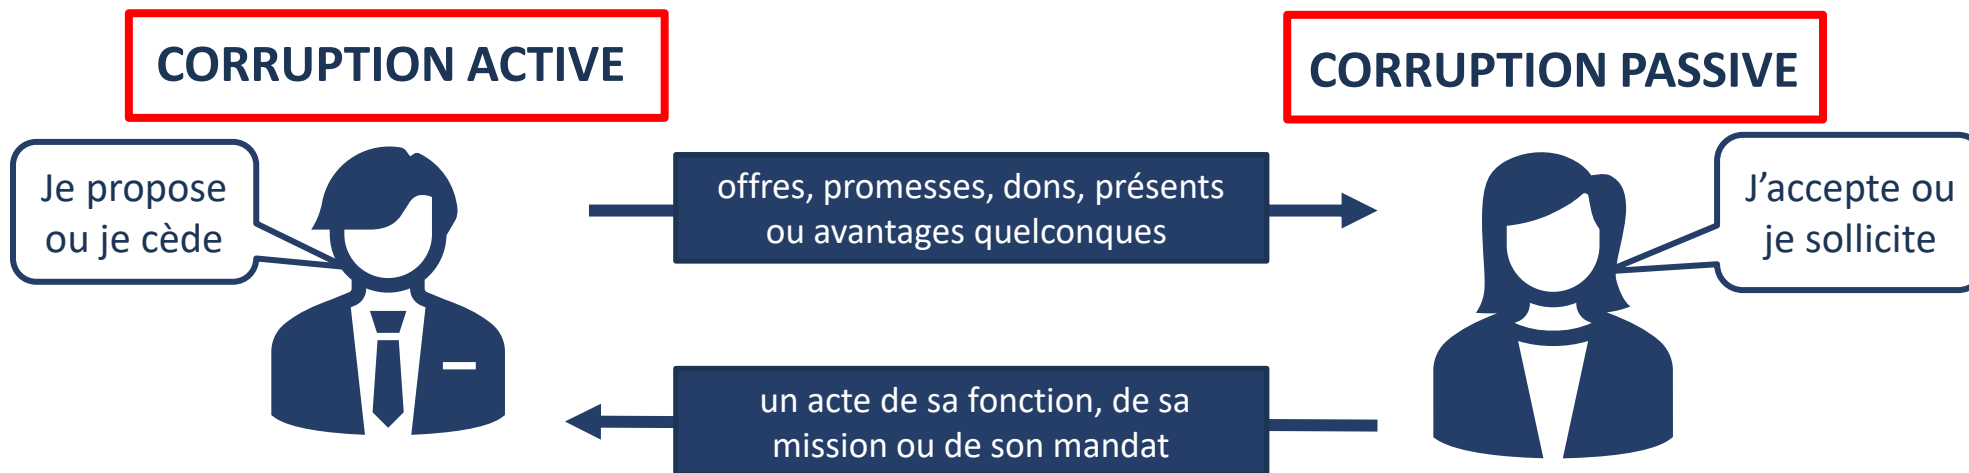 CORRUPTION ACTIVE
CORRUPTION PASSIVE
Je propose
ou je cède
offres, promesses, dons, présents
ou avantages quelconques
J’accepte ou
je sollicite
un acte de sa fonction, de sa
mission ou de son mandat